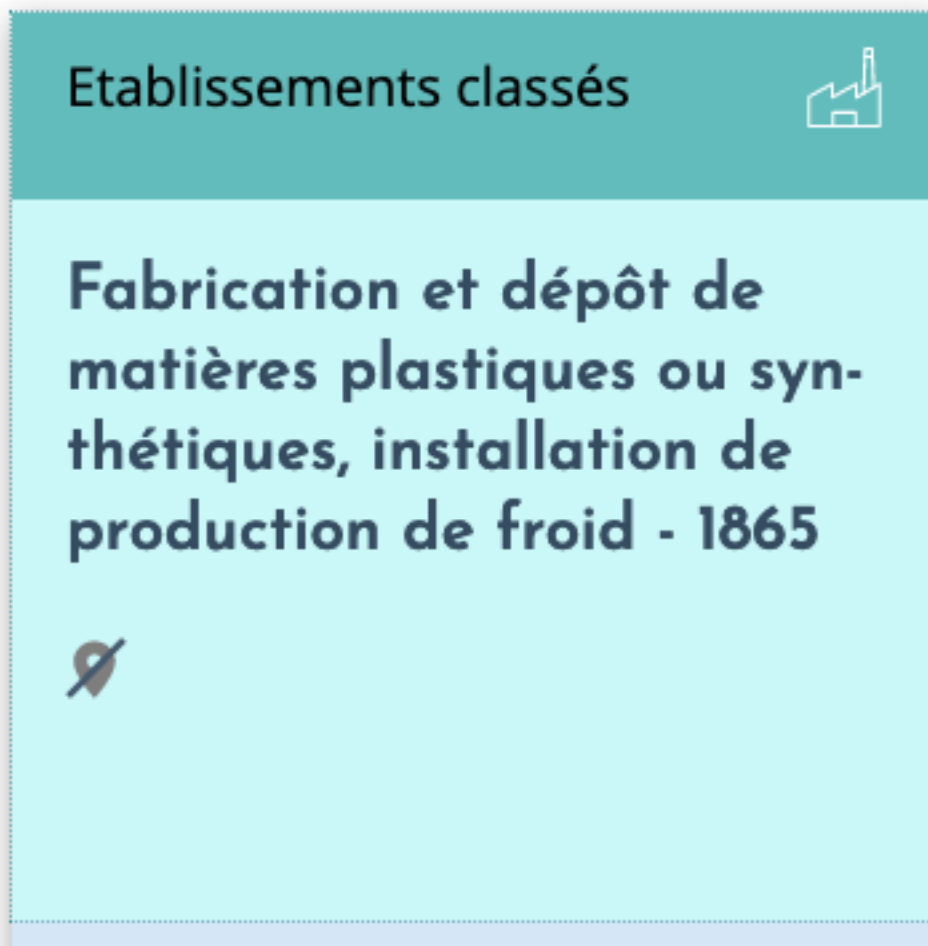 Etablissements classés
Fabrication et dépôt de
matières plastiques ou syn-
thétiques, installation de
production de froid - 1865